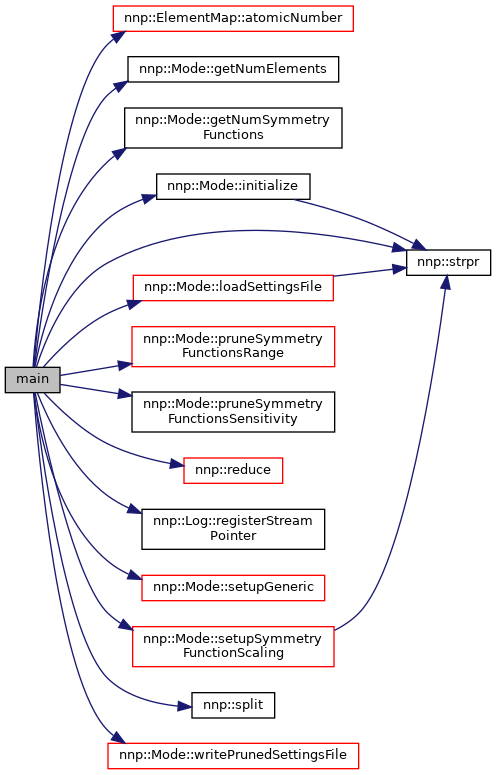 nnp::ElementMap::atomicNumber
nnp::Mode::getNumElements
nnp::Mode::getNumSymmetry
Functions
nnp::Mode::initialize
nnp::strpr
nnp::Mode::loadSettingsFile
nnp::Mode::pruneSymmetry
FunctionsRange
main
nnp::Mode::pruneSymmetry
FunctionsSensitivity
nnp::reduce
nnp::Log::registerStream
Pointer
nnp::Mode::setupGeneric
nnp::Mode::setupSymmetry
FunctionScaling
nnp::split
nnp::Mode::writePrunedSettingsFile